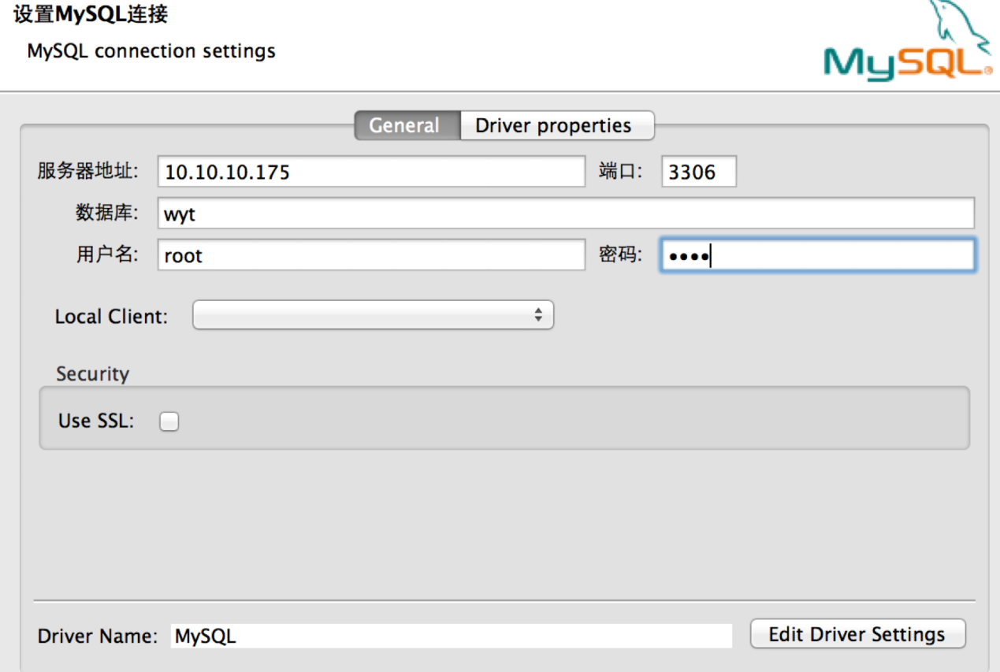 设置MySQL连接
MySQL connection settings
MySQL®
General Driver properties
服务器地址: 10.10.10.175 端口: 3306
数据库: wyt
用户名: root 密码: ••••
Local Client:
Security
Use SSL:
Driver Name: MySQL Edit Driver Settings